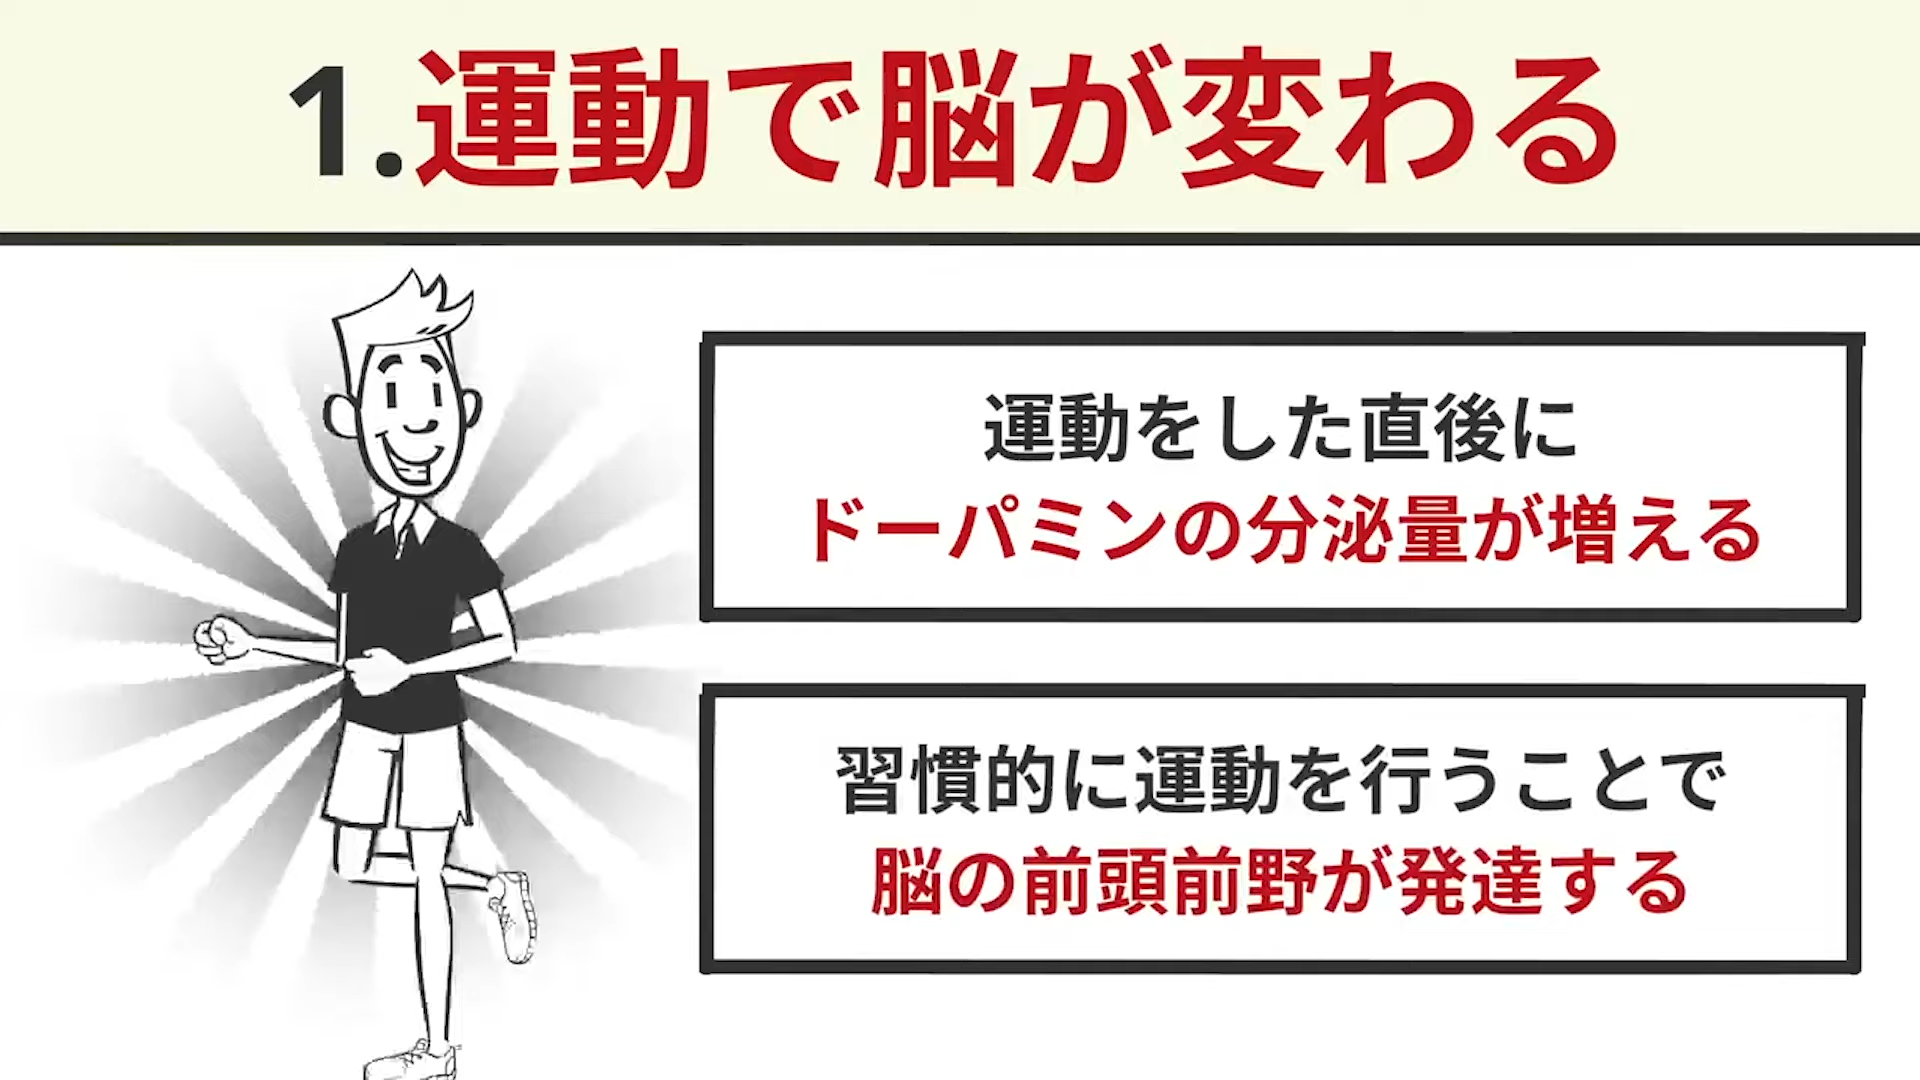 1.運動で脳が変わる
運動をした直後に
ドーパミンの分泌量が増える
習慣的に運動を行うことで
脳の前頭前野が発達する